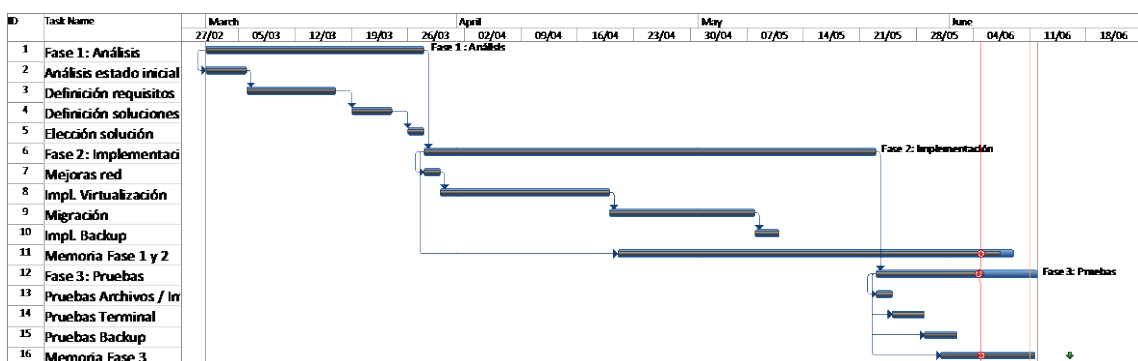 ID Task Name March April May June
27/02 05/03 12/03 19/03 26/03 02/04 09/04 16/04 23/04 30/04 07/05 14/05 21/05 28/05 04/06 11/06 18/06
1 Fase 1: Análisis Fase 1: Análisis
2 Análisis estado inicial
3 Definición requisitos
4 Definición soluciones
5 Elección solución
6 Fase 2: Implementaci Fase 2: Implementación
7 Mejoras red
8 Impl. Virtualización
9 Migración
10 Impl. Backup
11 Memoria Fase 1 y 2
12 Fase 3: Pruebas Fase 3: Pruebas
13 Pruebas Archivos / Im
14 Pruebas Terminal
15 Pruebas Backup
16 Memoria Fase 3